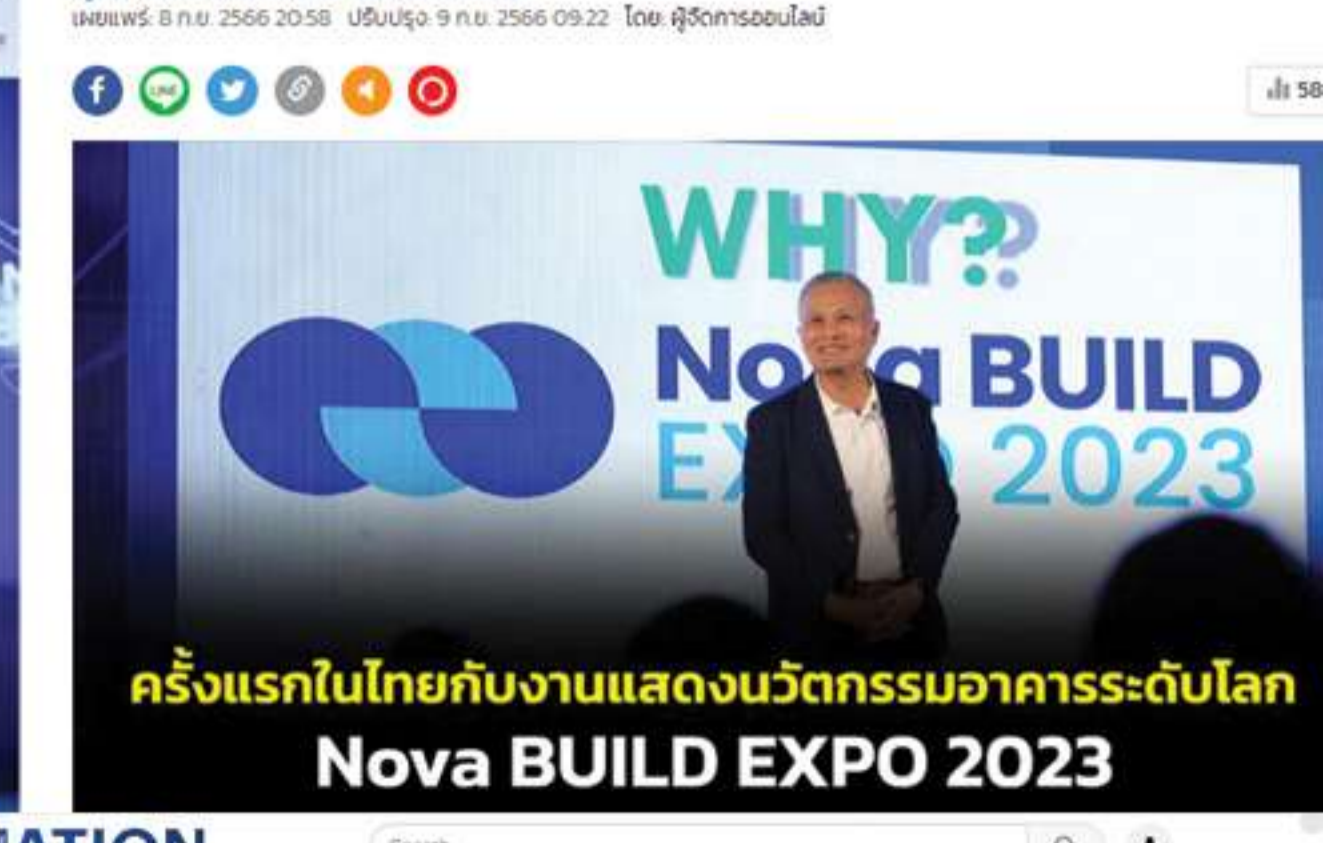 เผยแพร่: 8 ก.ย. 2566 20:58 ปรับปรุง: 9 ก.ย. 2566 09:22 โดย: ผู้จัดการออนไลน์
LINE
58
WHY??
Nova BUILD
EXPO 2023
ครั้งแรกในไทยกับงานแสดงนวัตกรรมอาคารระดับโลก
Nova BUILD EXPO 2023